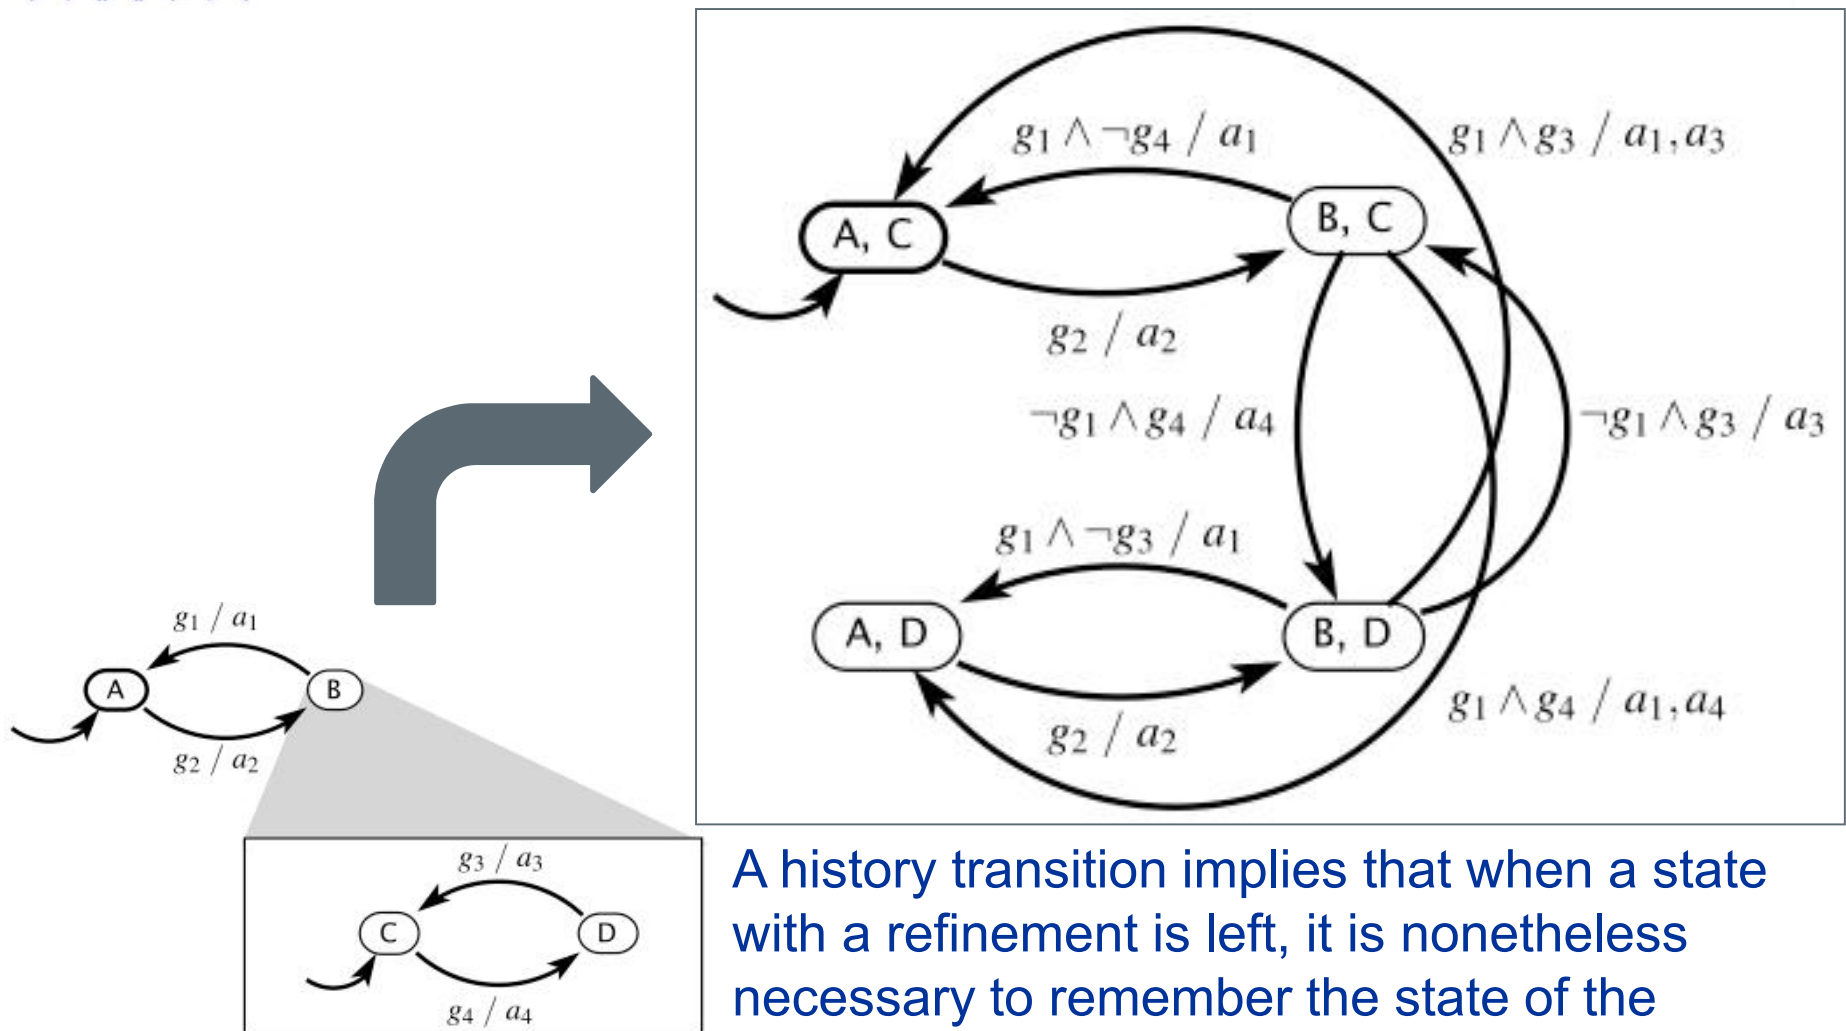 g1 ∧ ¬g4 / a1
g1 ∧ g3 / a1, a3
A, C
B, C
g2 / a2
¬g1 ∧ g4 / a4
¬g1 ∧ g3 / a3
g1 ∧ ¬g3 / a1
A, D
B, D
g2 / a2
g1 ∧ g4 / a1, a4
g1 / a1
A
B
g2 / a2
g3 / a3
C
D
g4 / a4
A history transition implies that when a state
with a refinement is left, it is nonetheless
necessary to remember the state of the